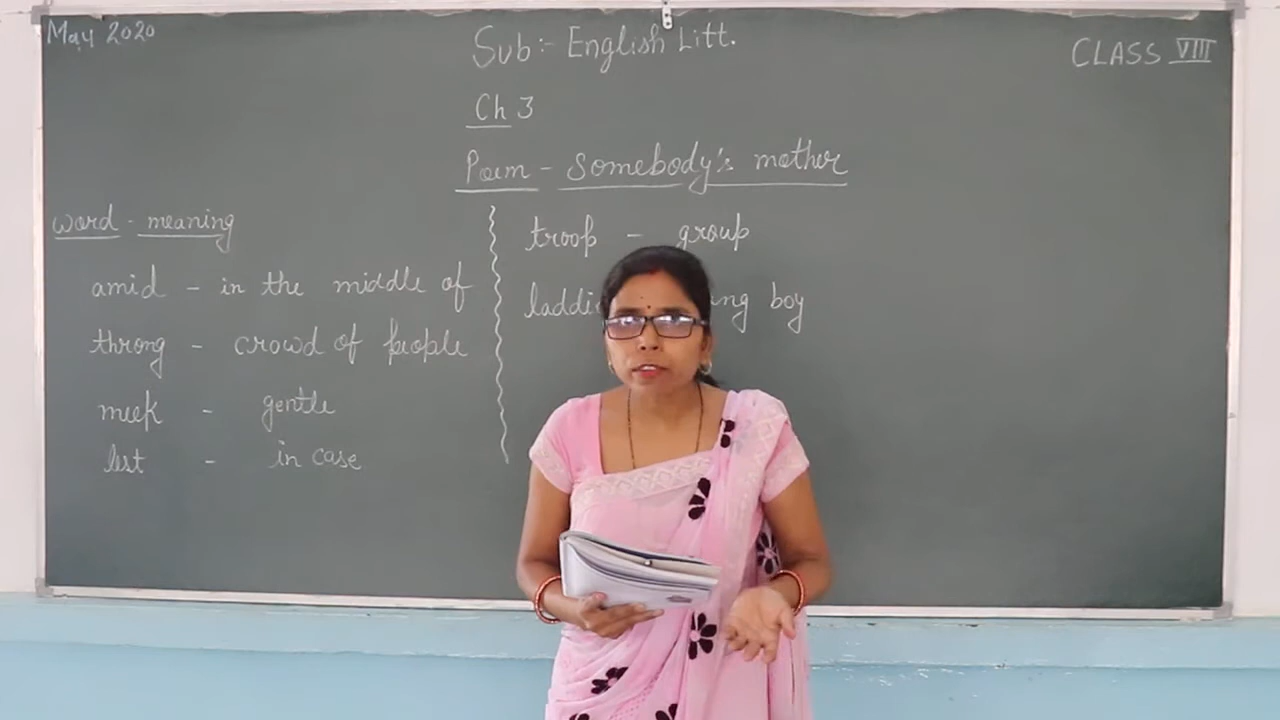 May 2020
Sub :- English Litt.
CLASS VIII
Ch 3
Poem - Somebody's mother
word - meaning
amid - in the middle of
throng - crowd of people
meek - gentle
lest - in case
troop - group
boy